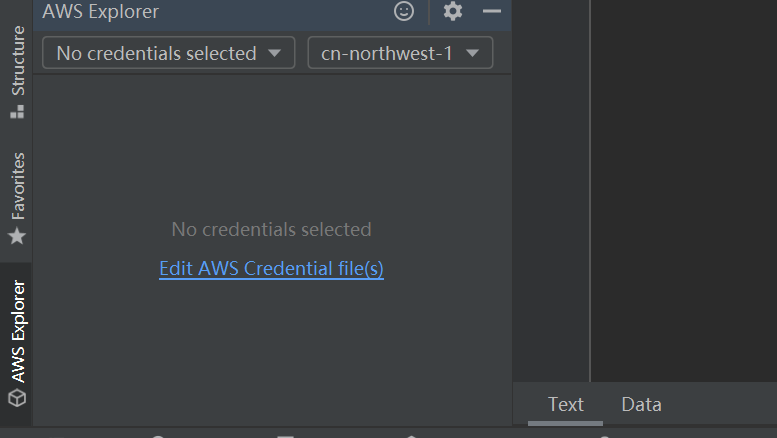 AWS Explorer
No credentials selected
cn-northwest-1
Structure
Favorites
AWS Explorer
No credentials selected
Edit AWS Credential file(s)
Text
Data